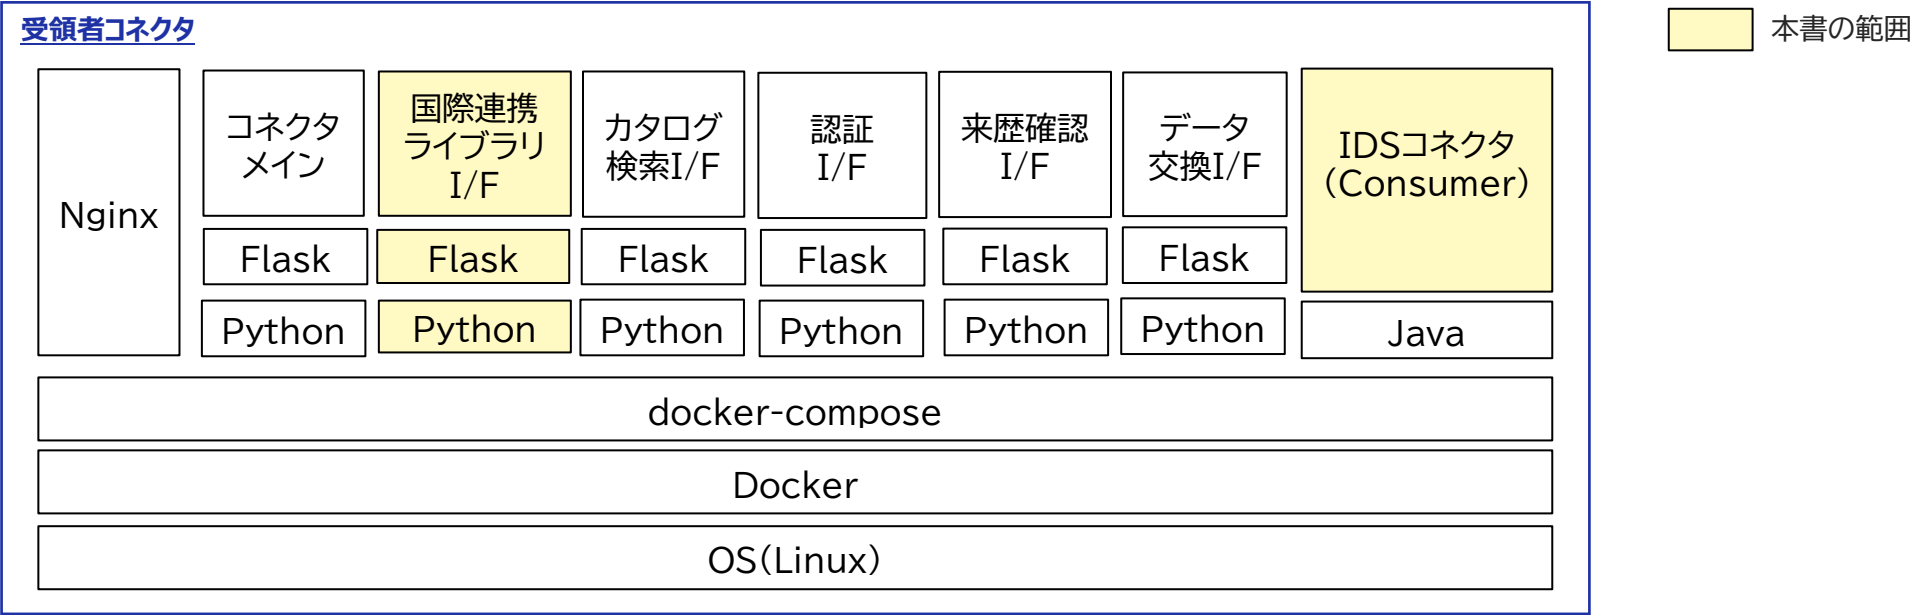 受領者コネクタ
本書の範囲
Nginx
コネクタ
メイン
国際連携
ライブラリ
I/F
カタログ
検索I/F
認証
I/F
来歴確認
I/F
データ
交換I/F
IDSコネクタ
（Consumer）
Flask
Flask
Flask
Flask
Flask
Flask
Python
Python
Python
Python
Python
Python
Java
docker-compose
Docker
OS（Linux）